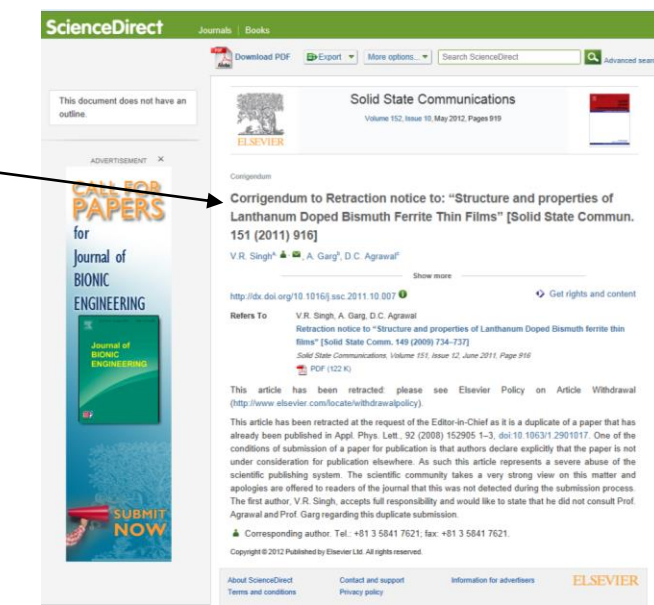 ScienceDirect
Journals | Books
Download PDF
Export
More options...
Search ScienceDirect
Advanced sear
This document does not have an
outline.
Solid State Communications
Volume 152, Issue 10, May 2012, Pages 919
ELSEVIER
ADVERTISEMENT X
CALL FOR
PAPERS
for
Journal of
BIONIC
ENGINEERING
Journal of
BIONIC
ENGINEERING
SUBMIT
NOW
Corrigendum
Corrigendum to Retraction notice to: “Structure and properties of
Lanthanum Doped Bismuth Ferrite Thin Films” [Solid State Commun.
151 (2011) 916]
V.R. Singhᵃ, A. Gargᵇ, D.C. Agrawalᶜ
Show more
http://dx.doi.org/10.1016/j.ssc.2011.10.007
Get rights and content
Refers To V.R. Singh, A. Garg, D.C. Agrawal
Retraction notice to “Structure and properties of Lanthanum Doped Bismuth ferrite thin
films” [Solid State Comm. 149 (2009) 734–737]
Solid State Communications, Volume 151, Issue 12, June 2011, Page 916
PDF (122 K)
This article has been retracted: please see Elsevier Policy on Article Withdrawal
(http://www.elsevier.com/locate/withdrawalpolicy).
This article has been retracted at the request of the Editor-in-Chief as it is a duplicate of a paper that has
already been published in Appl. Phys. Lett., 92 (2008) 152905 1–3, doi:10.1063/1.2901017. One of the
conditions of submission of a paper for publication is that authors declare explicitly that the paper is not
under consideration for publication elsewhere. As such this article represents a severe abuse of the
scientific publishing system. The scientific community takes a very strong view on this matter and
apologies are offered to readers of the journal that this was not detected during the submission process.
The first author, V.R. Singh, accepts full responsibility and would like to state that he did not consult Prof.
Agrawal and Prof. Garg regarding this duplicate submission.
Corresponding author. Tel.: +81 3 5841 7621; fax: +81 3 5841 7621.
Copyright © 2012 Published by Elsevier Ltd. All rights reserved.
About ScienceDirect
Contact and support
Information for advertisers
ELSEVIER
Terms and conditions
Privacy policy